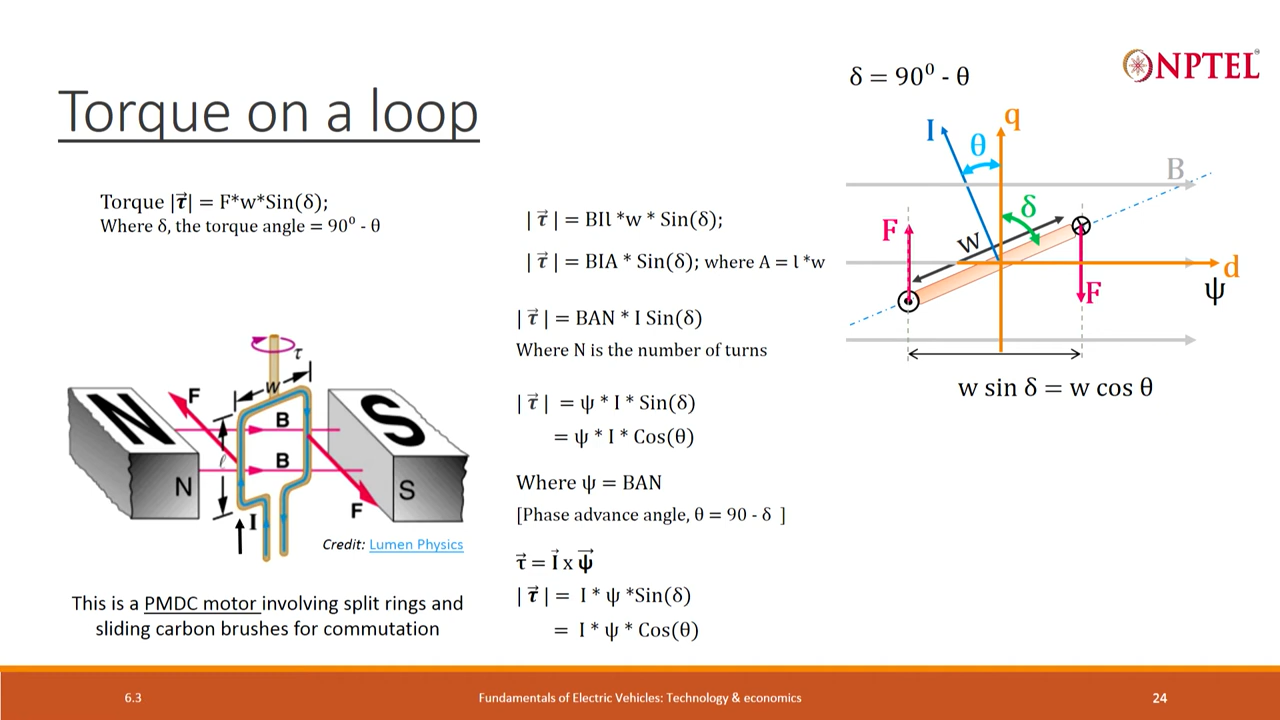 Torque on a loop
NPTEL
Torque |τ⃗| = F*w*Sin(δ);
Where δ, the torque angle = 90⁰ - θ
N
S
N
S
F
F
w
τ
B
B
l
I
Credit: Lumen Physics
This is a PMDC motor involving split rings and
sliding carbon brushes for commutation
| τ⃗ | = BIl *w * Sin(δ);
| τ⃗ | = BIA * Sin(δ); where A = l *w
| τ⃗ | = BAN * I Sin(δ)
Where N is the number of turns
| τ⃗ | = ψ * I * Sin(δ)
= ψ * I * Cos(θ)
Where ψ = BAN
[Phase advance angle, θ = 90 - δ ]
τ⃗ = I⃗ x ψ⃗
| τ⃗ | = I * ψ *Sin(δ)
= I * ψ * Cos(θ)
δ = 90⁰ - θ
q
I
θ
B
δ
F
w
d
F
ψ
w sin δ = w cos θ
6.3
Fundamentals of Electric Vehicles: Technology & economics
24